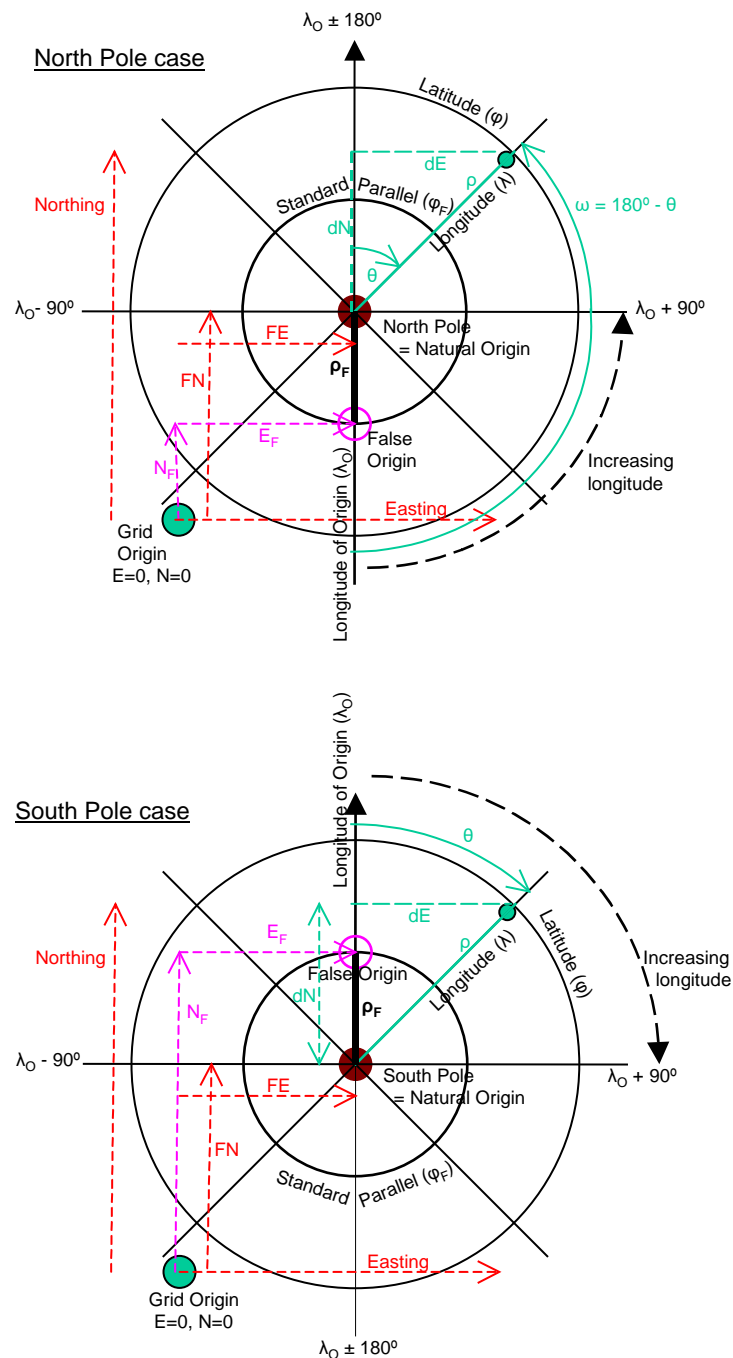 λO ± 180º
North Pole case
Latitude (φ)
dE
Northing
Standard Parallel (φF)
ρ
Longitude (λ)
dN
ω = 180º - θ
θ
λO- 90º
λO + 90º
North Pole
= Natural Origin
FE
FN
ρF
EF
False
Origin
NF
Increasing
longitude
Longitude of Origin (λO)
Easting
Grid
Origin
E=0, N=0
Longitude of Origin (λO)
South Pole case
θ
dE
EF
ρ
Latitude (φ)
Northing
Longitude (λ)
Increasing
longitude
False Origin
dN
ρF
NF
λO - 90º
South Pole
= Natural Origin
λO + 90º
FE
FN
Standard Parallel (φF)
Easting
Grid Origin
E=0, N=0
λO ± 180º